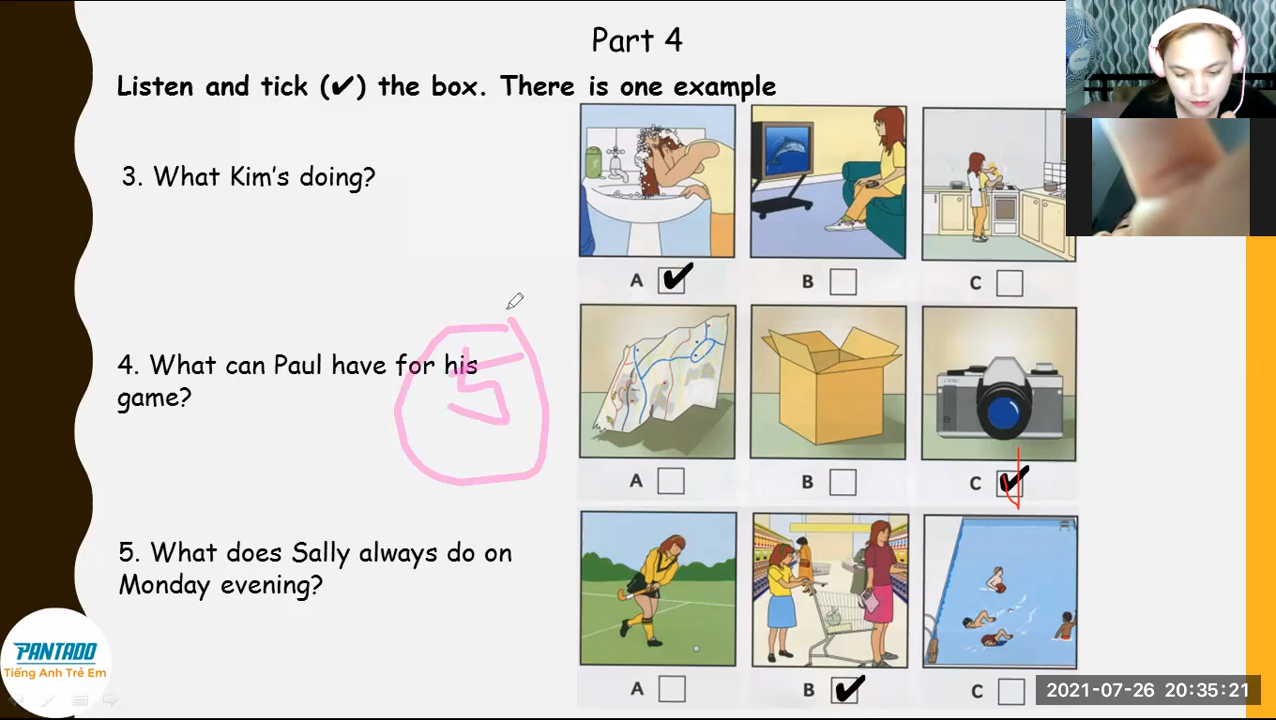 Part 4
Listen and tick (✔) the box. There is one example
3. What Kim's doing?
A ✔ B C
4. What can Paul have for his
game?
5
A B C ✔
5. What does Sally always do on
Monday evening?
A B ✔ C
PANTADO
Tiếng Anh Trẻ Em
2021-07-26 20:35:21